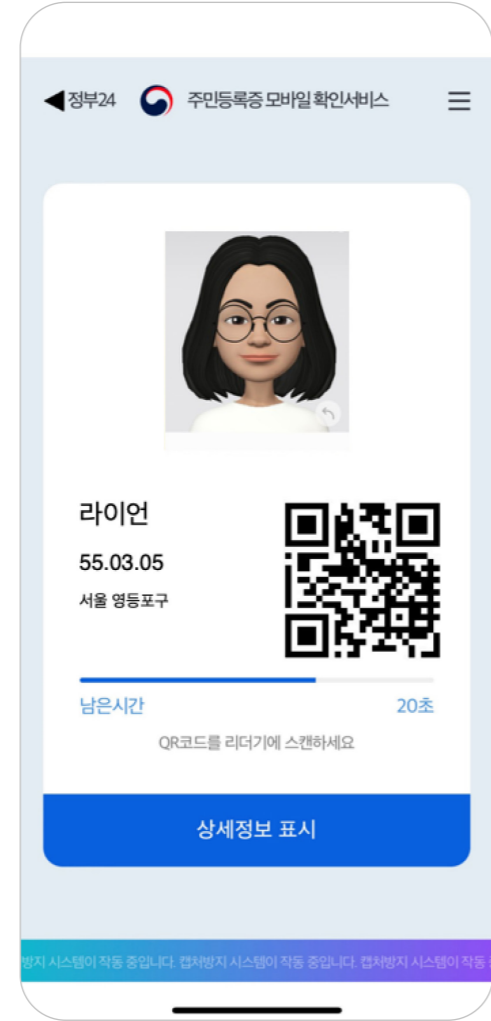 ◀정부24 주민등록증 모바일 확인서비스
라이언
55.03.05
서울 영등포구
남은시간 20초
QR코드를 리더기에 스캔하세요
상세정보 표시
방지 시스템이 작동 중입니다. 캡처방지 시스템이 작동 중입니다. 캡처방지 시스템이 작동